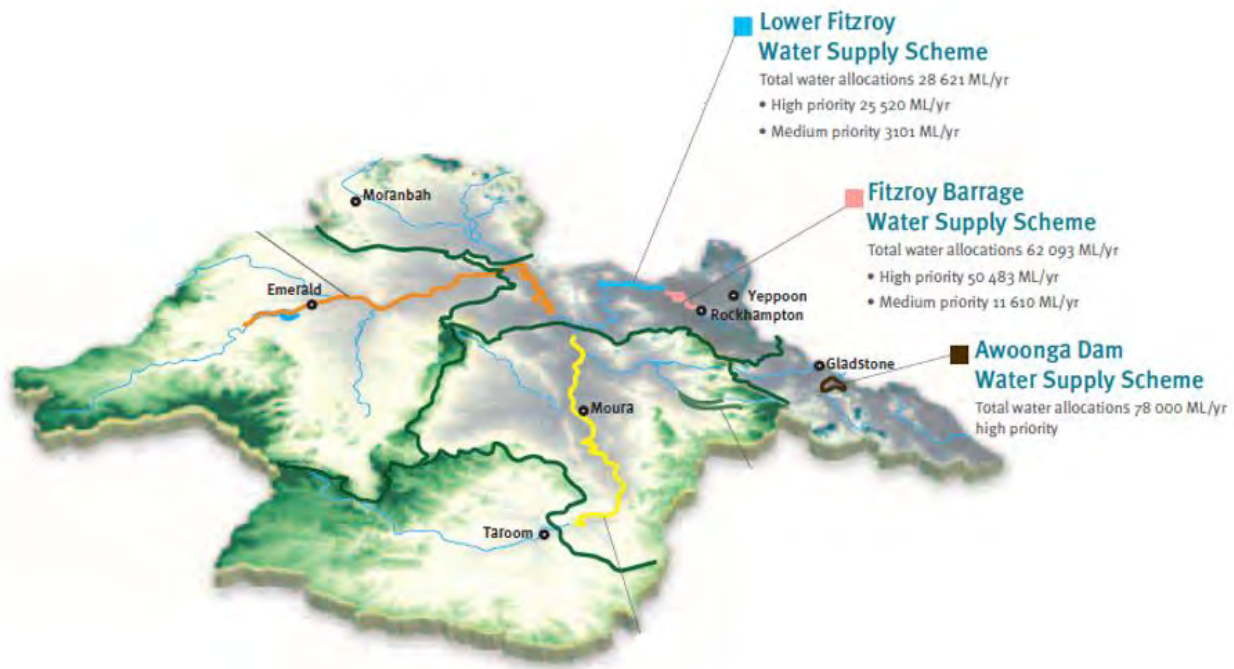 Lower Fitzroy
Water Supply Scheme
Total water allocations 28 621 ML/yr
• High priority 25 520 ML/yr
• Medium priority 3101 ML/yr
Moranbah
Fitzroy Barrage
Water Supply Scheme
Total water allocations 62 093 ML/yr
• High priority 50 483 ML/yr
• Medium priority 11 610 ML/yr
Emerald
Yeppoon
Rockhampton
GladStone
Awoonga Dam
Water Supply Scheme
Total water allocations 78 000 ML/yr
high priority
Moura
Taroom